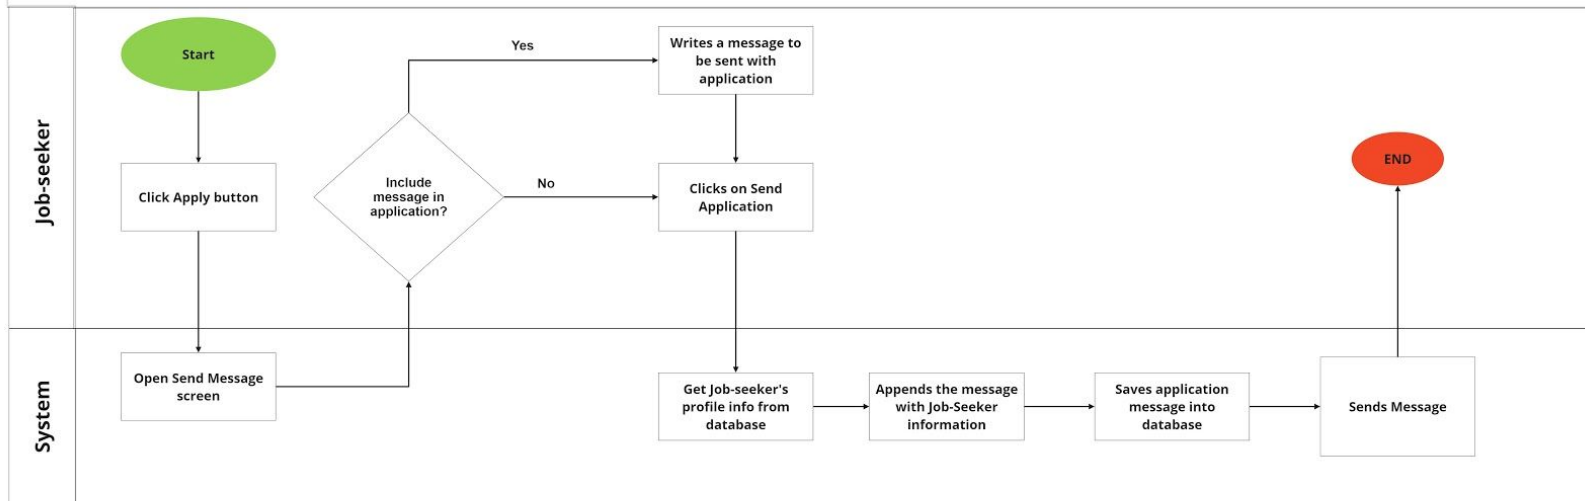 Job-seeker
Start
Click Apply button
Include
message in
application?
Yes
No
Writes a message to
be sent with
application
Clicks on Send
Application
END
System
Open Send Message
screen
Get Job-seeker's
profile info from
database
Appends the message
with Job-Seeker
information
Saves application
message into
database
Sends Message